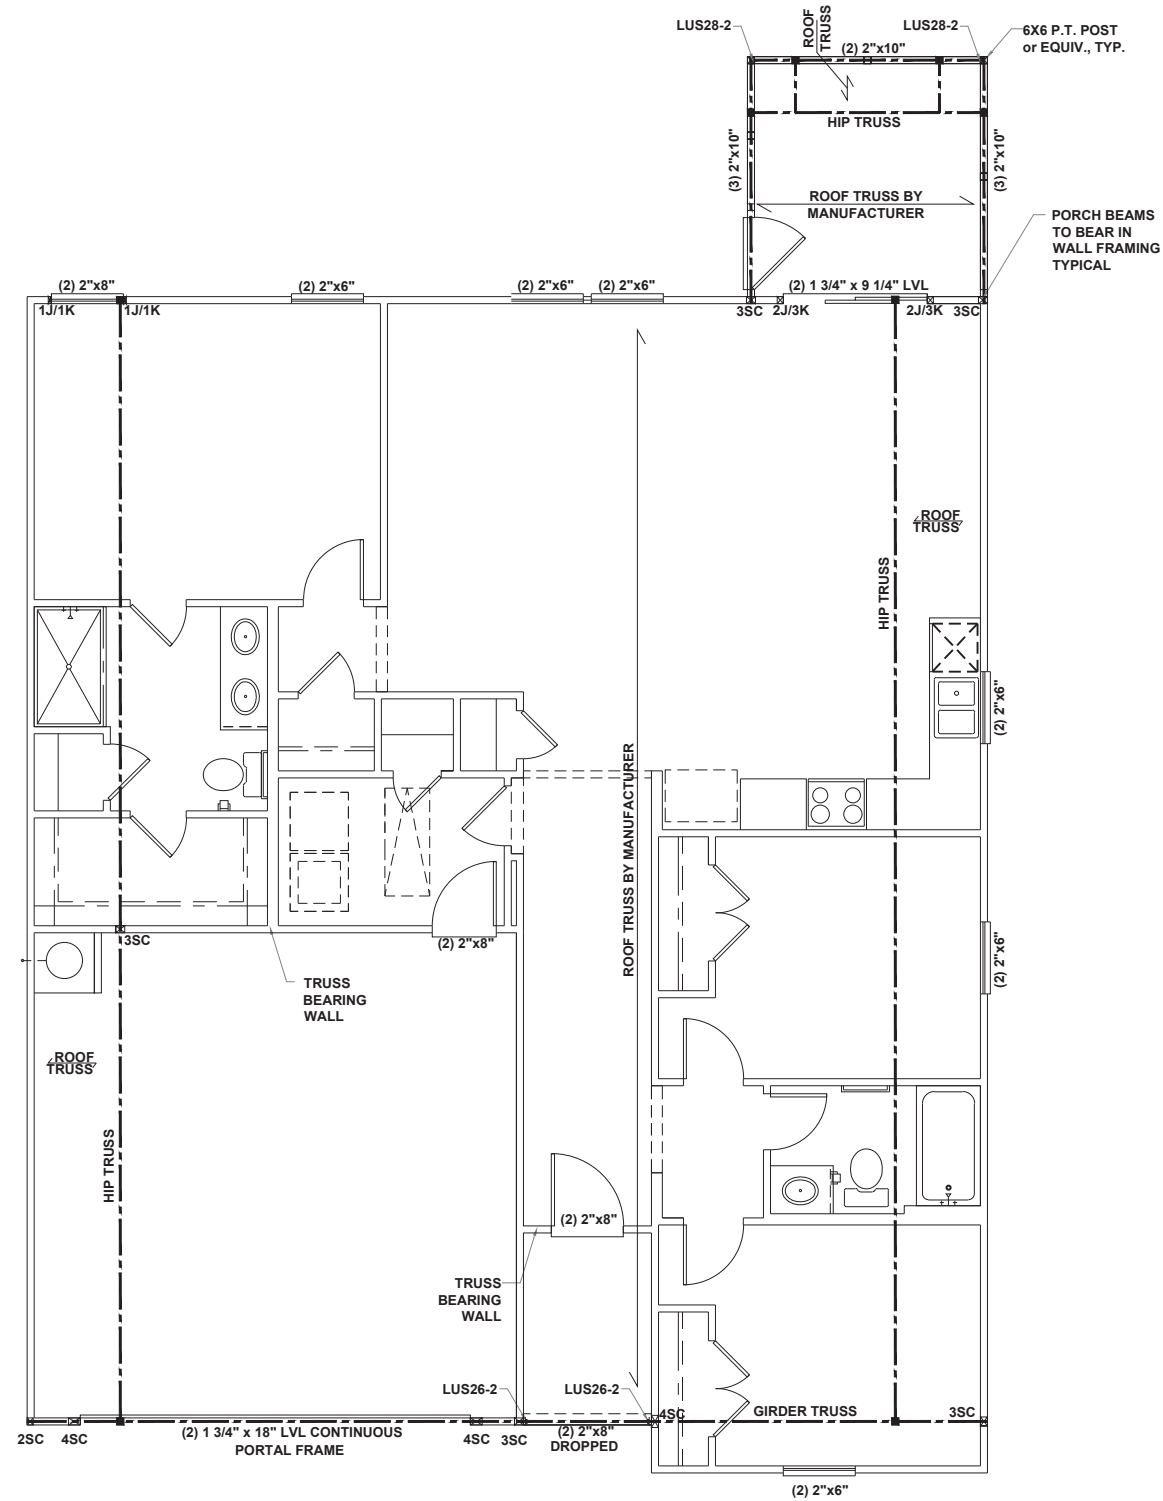 LUS28-2
ROOF
TRUSS
LUS28-2
6X6 P.T. POST
or EQUIV., TYP.
(2) 2"x10"
HIP TRUSS
(3) 2"x10"
(3) 2"x10"
ROOF TRUSS BY
MANUFACTURER
PORCH BEAMS
TO BEAR IN
WALL FRAMING
TYPICAL
(2) 2"x8"
(2) 2"x6"
(2) 2"x6"
(2) 2"x6"
(2) 1 3/4" x 9 1/4" LVL
1J/1K
1J/1K
3SC
2J/3K
2J/3K
3SC
ROOF
TRUSS
HIP TRUSS
(2) 2"x6"
ROOF TRUSS BY MANUFACTURER
3SC
(2) 2"x8"
(2) 2"x6"
TRUSS
BEARING
WALL
ROOF
TRUSS
HIP TRUSS
(2) 2"x8"
TRUSS
BEARING
WALL
LUS26-2
LUS26-2
4SC
GIRDER TRUSS
3SC
2SC
4SC
(2) 1 3/4" x 18" LVL CONTINUOUS
PORTAL FRAME
4SC
3SC
(2) 2"x8"
DROPPED
(2) 2"x6"